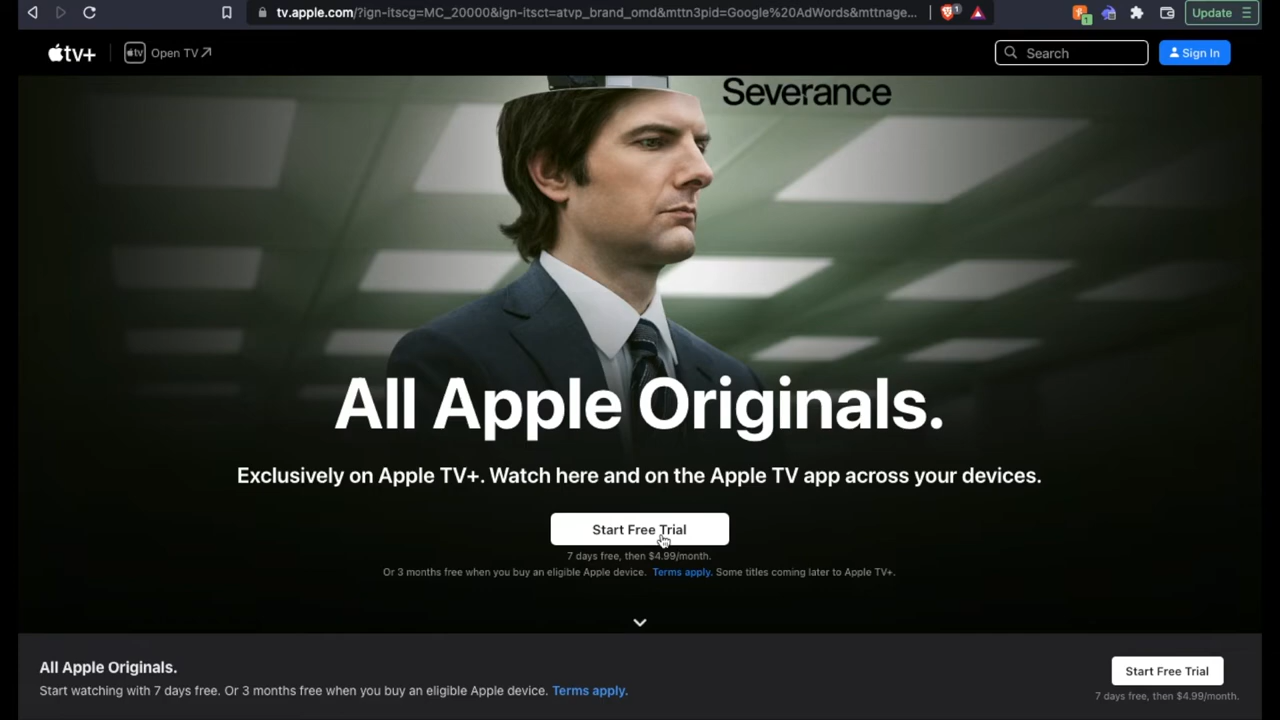 tv.apple.com/?ign-itscg=MC_20000&ign-itsct=atvp_brand_omd&mttn3pid=Google%20AdWords&mttnage...
1
1
Update
tv+
tv
Open TV
Search
Sign In
Severance
All Apple Originals.
Exclusively on Apple TV+. Watch here and on the Apple TV app across your devices.
Start Free Trial
7 days free, then $4.99/month.
Or 3 months free when you buy an eligible Apple device. Terms apply. Some titles coming later to Apple TV+.
All Apple Originals.
Start watching with 7 days free. Or 3 months free when you buy an eligible Apple device. Terms apply.
Start Free Trial
7 days free, then $4.99/month.